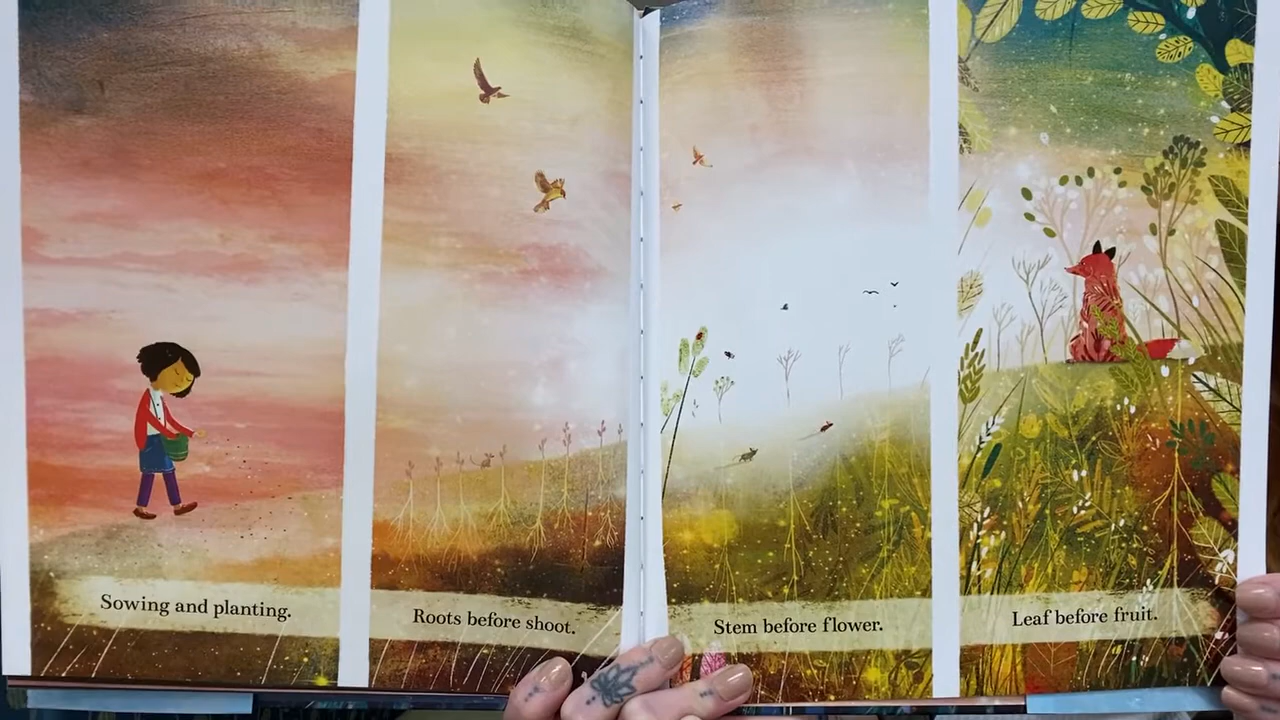 Sowing and planting.
Roots before shoot.
Stem before flower.
Leaf before fruit.